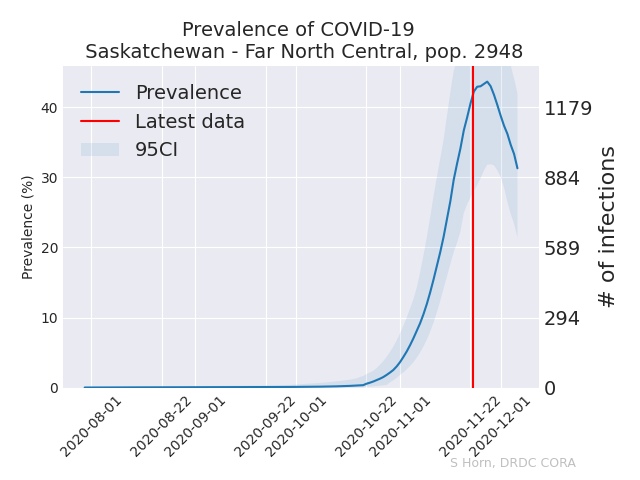 Prevalence of COVID-19
Saskatchewan - Far North Central, pop. 2948
Prevalence
Latest data
95CI
Prevalence (%)
40
30
20
10
0
1179
884
589
294
0
# of infections
2020-08-01
2020-08-22
2020-09-01
2020-09-22
2020-10-01
2020-10-22
2020-11-01
2020-11-22
2020-12-01
S Horn, DRDC CORA